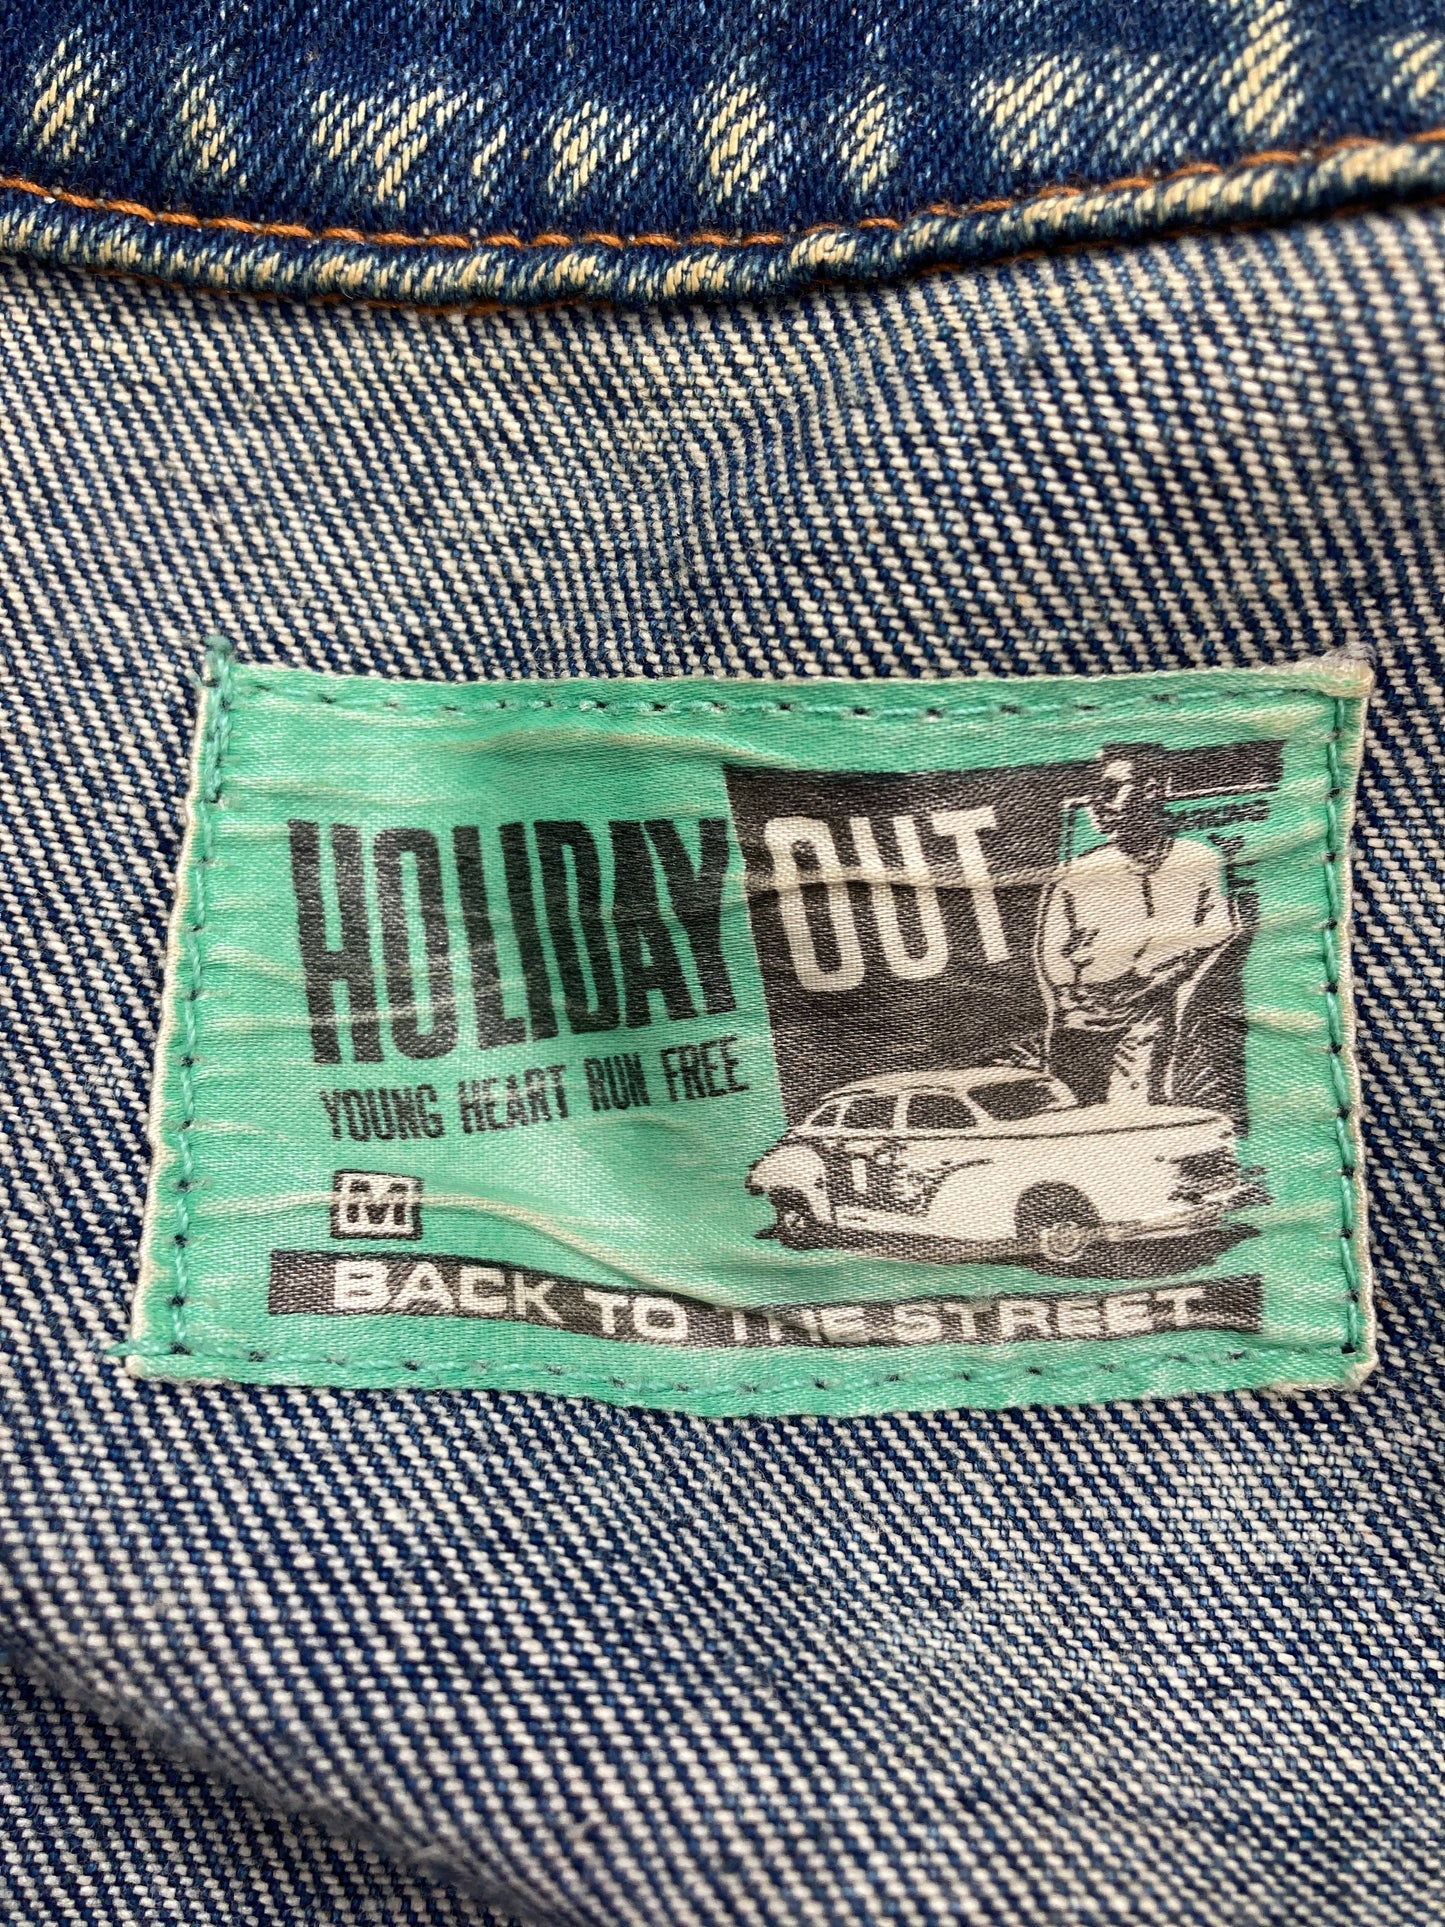 HOLIDAY OUT
YOUNG HEART RUN FREE
M
BACK TO THE STREET